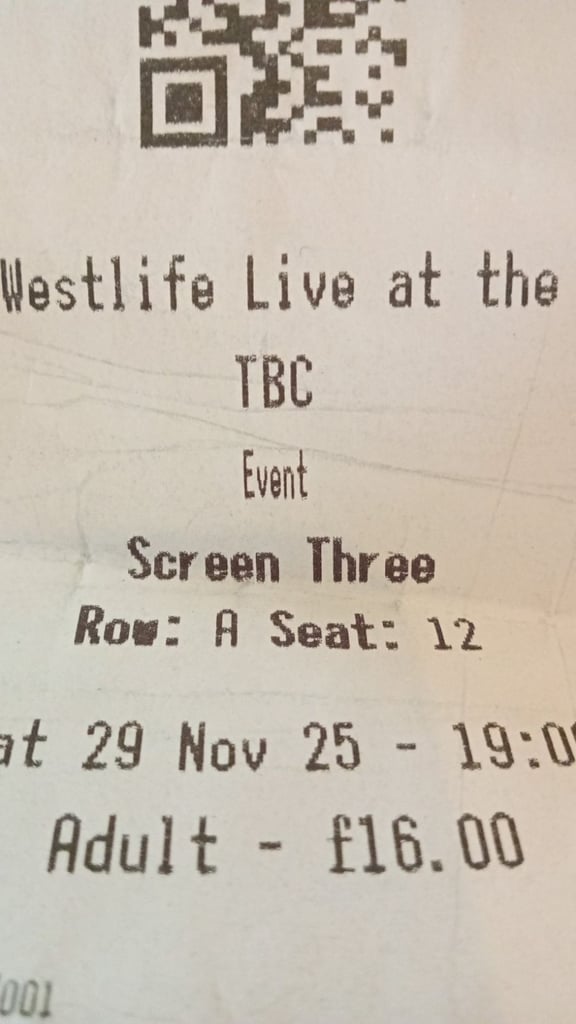 Westlife Live at the
TBC
Event
Screen Three
Row: A Seat: 12
at 29 Nov 25 - 19:0
Adult - £16.00
001